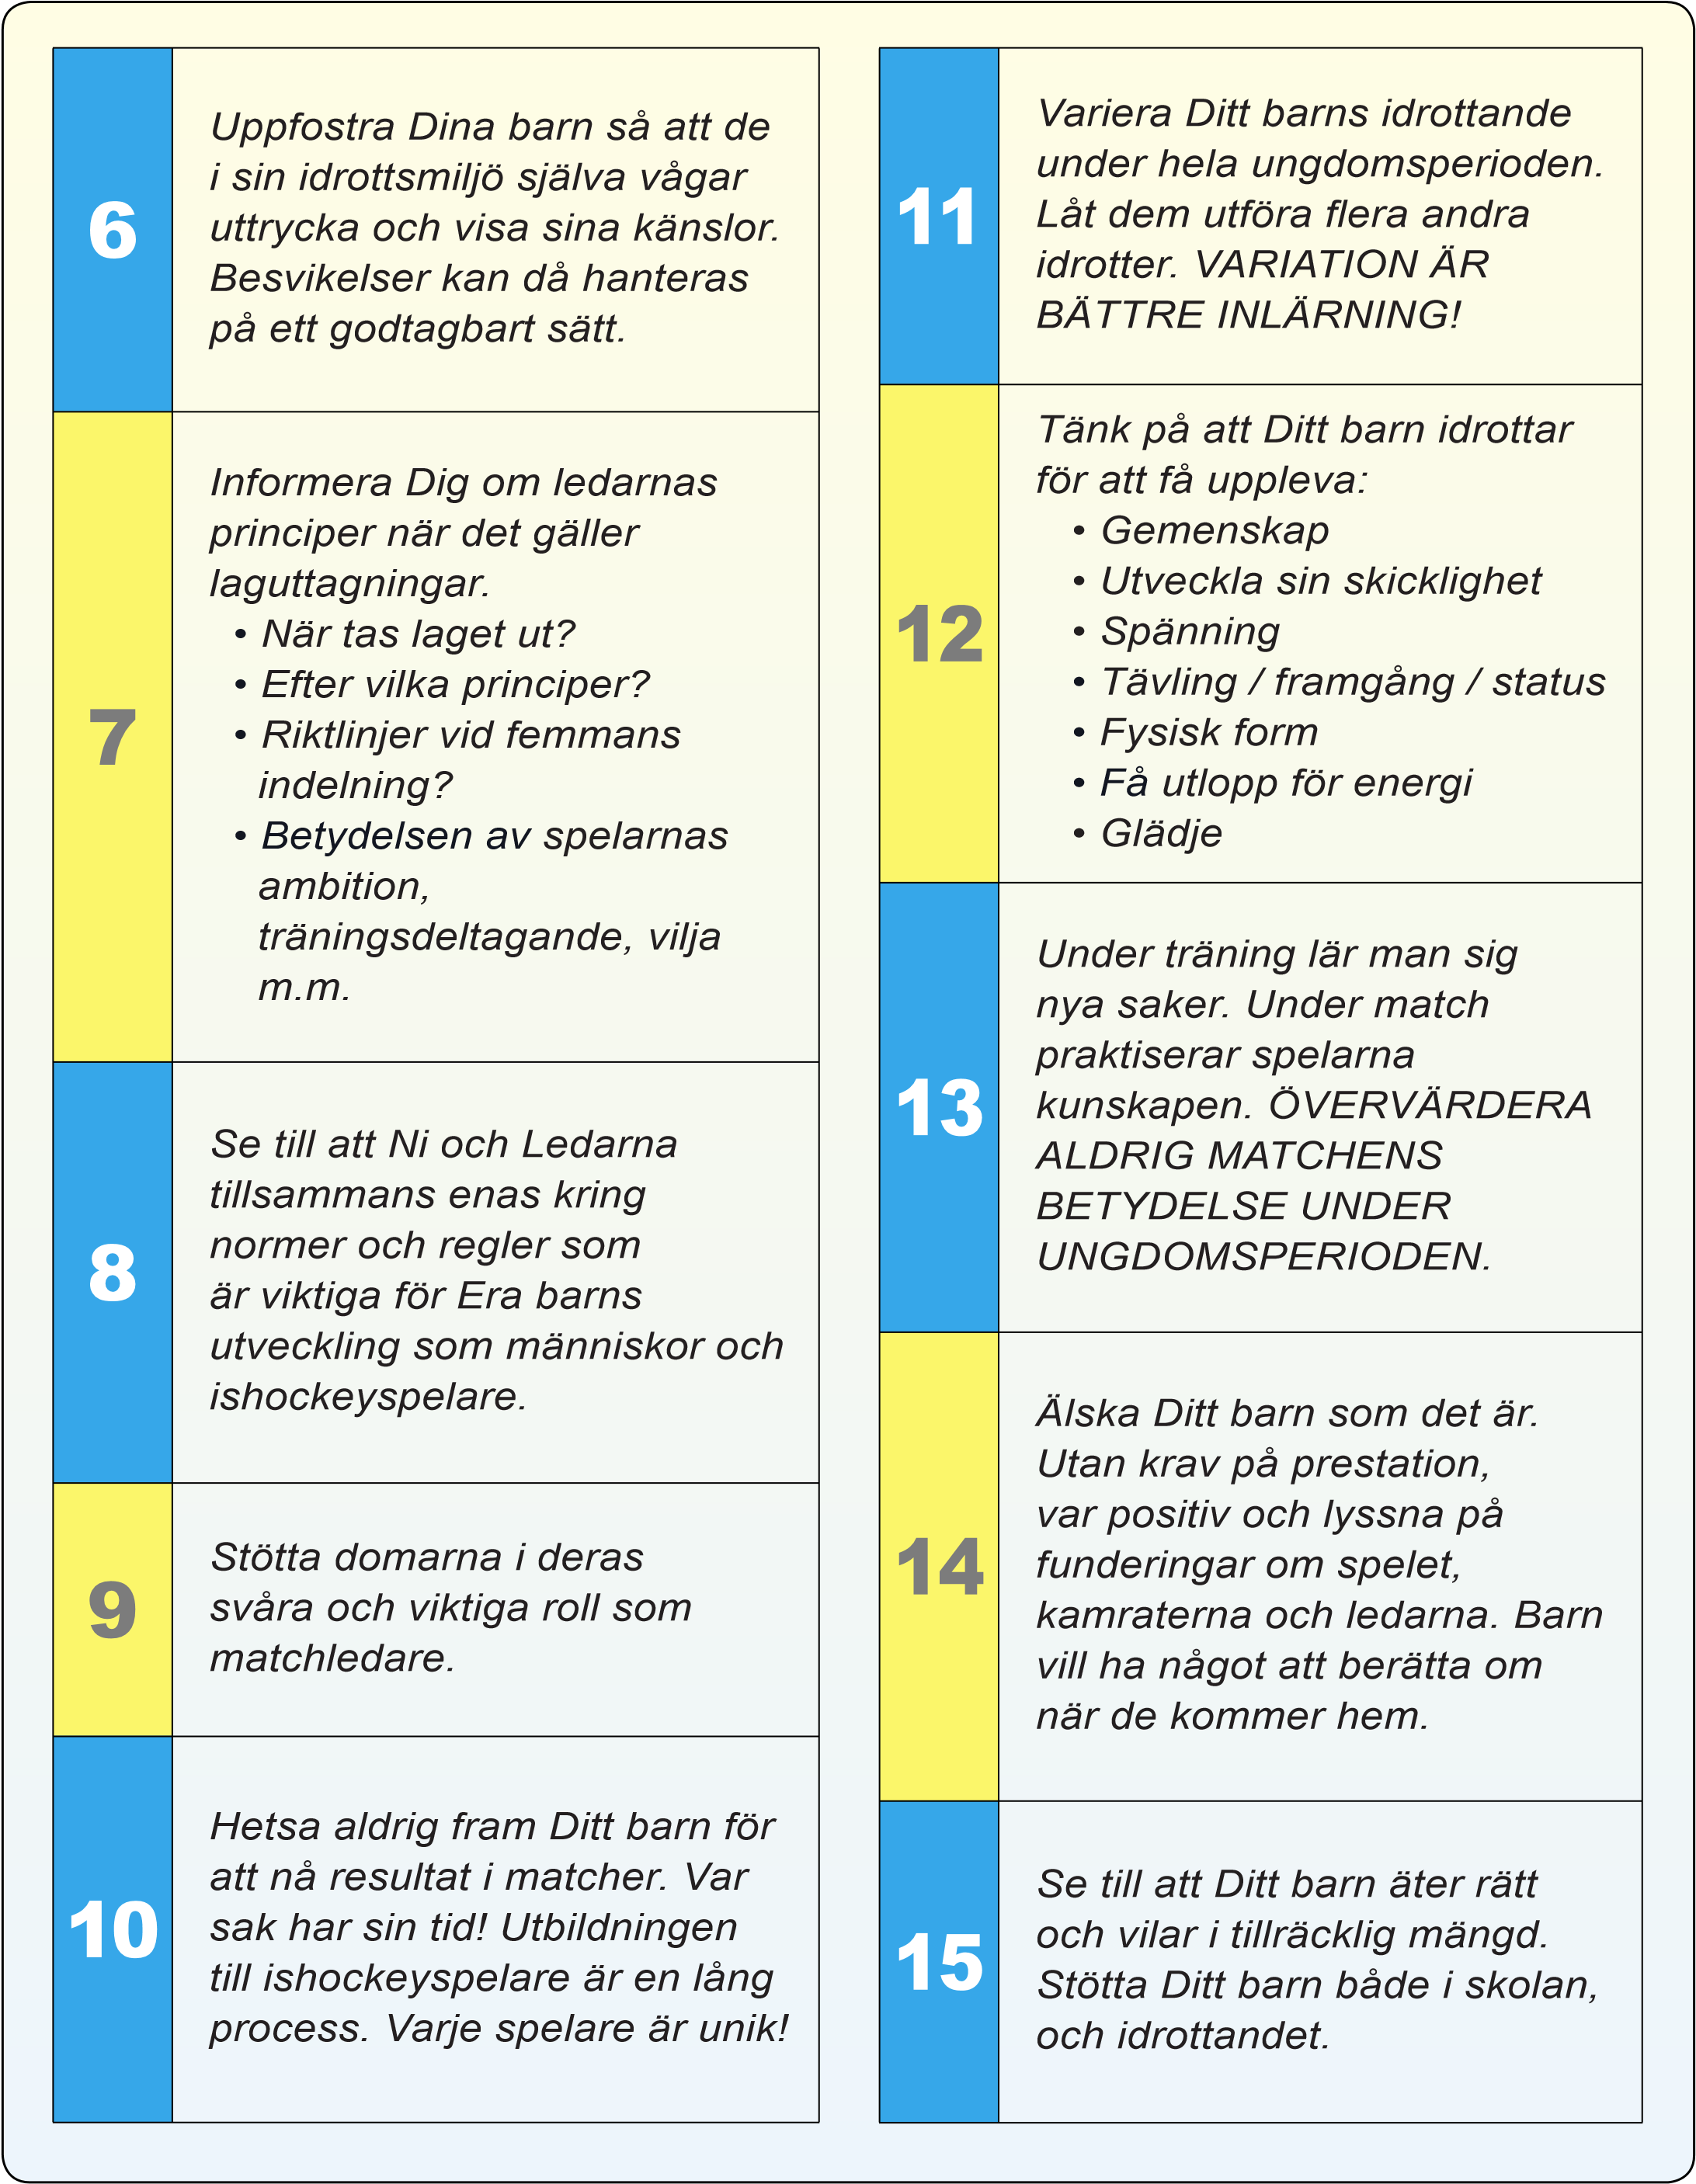 6
Uppfostra Dina barn så att de
i sin idrottsmiljö själva vågar
uttrycka och visa sina känslor.
Besvikelser kan då hanteras
på ett godtagbart sätt.
7
Informera Dig om ledarnas
principer när det gäller
laguttagningar.
• När tas laget ut?
• Efter vilka principer?
• Riktlinjer vid femmans
indelning?
• Betydelsen av spelarnas
ambition,
träningsdeltagande, vilja
m.m.
8
Se till att Ni och Ledarna
tillsammans enas kring
normer och regler som
är viktiga för Era barns
utveckling som människor och
ishockeyspelare.
9
Stötta domarna i deras
svåra och viktiga roll som
matchledare.
10
Hetsa aldrig fram Ditt barn för
att nå resultat i matcher. Var
sak har sin tid! Utbildningen
till ishockeyspelare är en lång
process. Varje spelare är unik!
11
Variera Ditt barns idrottande
under hela ungdomsperioden.
Låt dem utföra flera andra
idrotter. VARIATION ÄR
BÄTTRE INLÄRNING!
12
Tänk på att Ditt barn idrottar
för att få uppleva:
• Gemenskap
• Utveckla sin skicklighet
• Spänning
• Tävling / framgång / status
• Fysisk form
• Få utlopp för energi
• Glädje
13
Under träning lär man sig
nya saker. Under match
praktiserar spelarna
kunskapen. ÖVERVÄRDERA
ALDRIG MATCHENS
BETYDELSE UNDER
UNGDOMSPERIODEN.
14
Älska Ditt barn som det är.
Utan krav på prestation,
var positiv och lyssna på
funderingar om spelet,
kamraterna och ledarna. Barn
vill ha något att berätta om
när de kommer hem.
15
Se till att Ditt barn äter rätt
och vilar i tillräcklig mängd.
Stötta Ditt barn både i skolan,
och idrottandet.